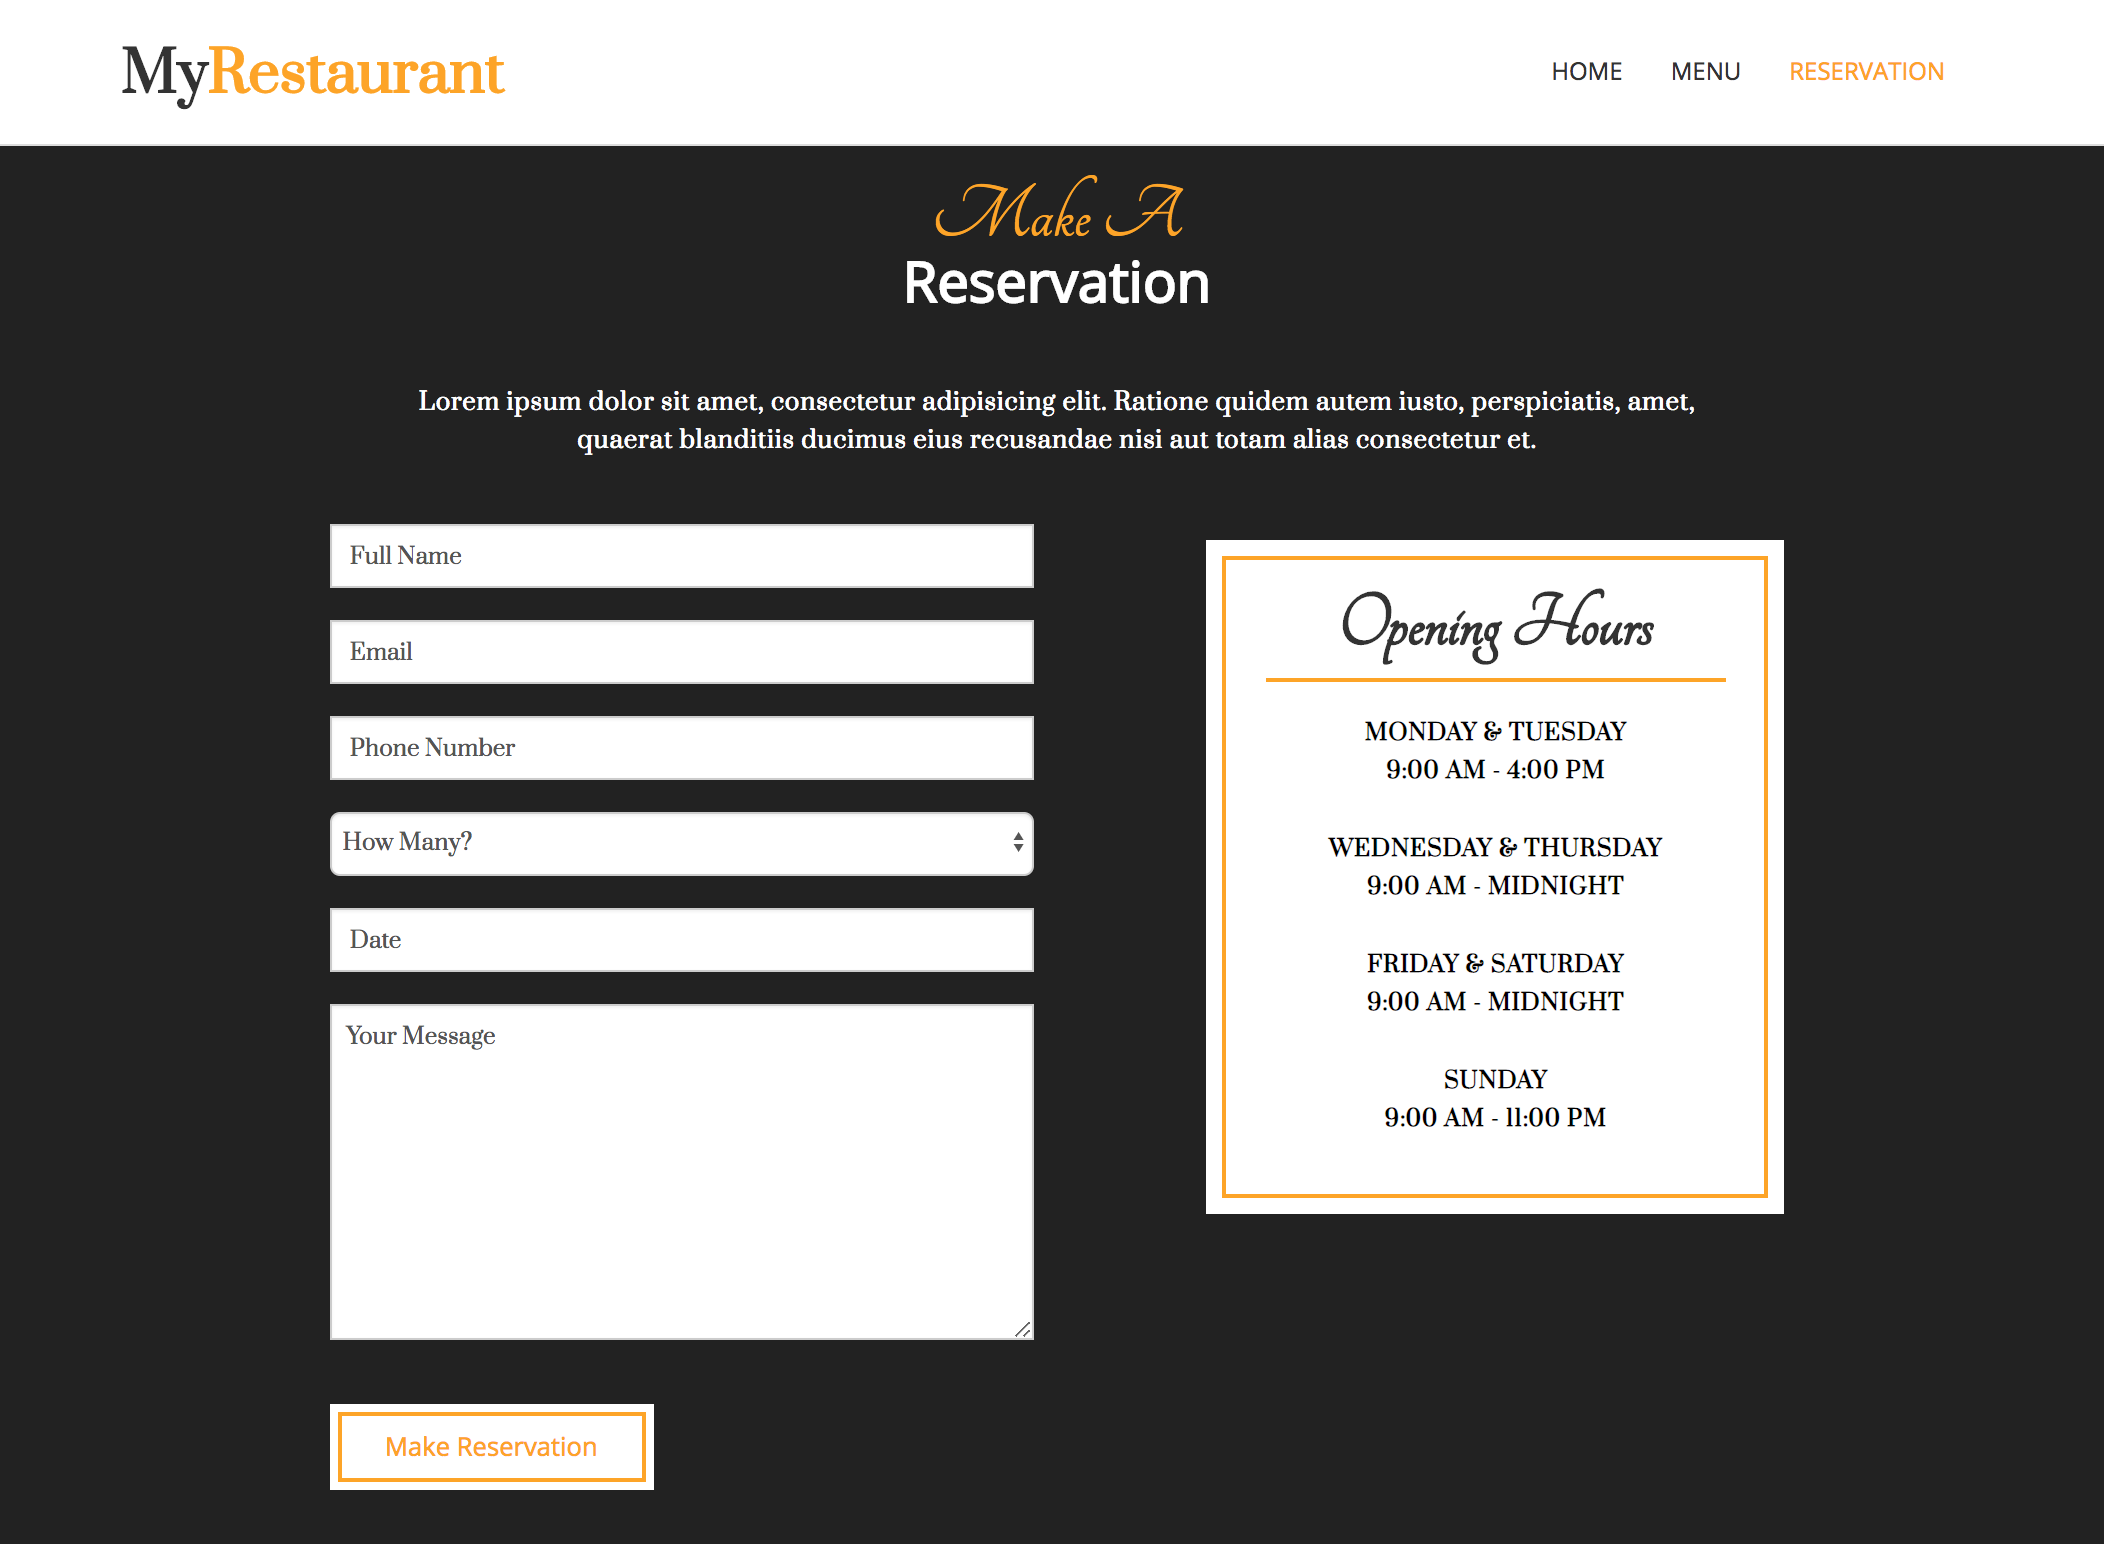 MyRestaurant
HOME MENU RESERVATION
Make A
Reservation
Lorem ipsum dolor sit amet, consectetur adipisicing elit. Ratione quidem autem iusto, perspiciatis, amet,
quaerat blanditiis ducimus eius recusandae nisi aut totam alias consectetur et.
Full Name
Email
Phone Number
How Many?
Date
Your Message
Make Reservation
Opening Hours
MONDAY & TUESDAY
9:00 AM - 4:00 PM
WEDNESDAY & THURSDAY
9:00 AM - MIDNIGHT
FRIDAY & SATURDAY
9:00 AM - MIDNIGHT
SUNDAY
9:00 AM - 11:00 PM